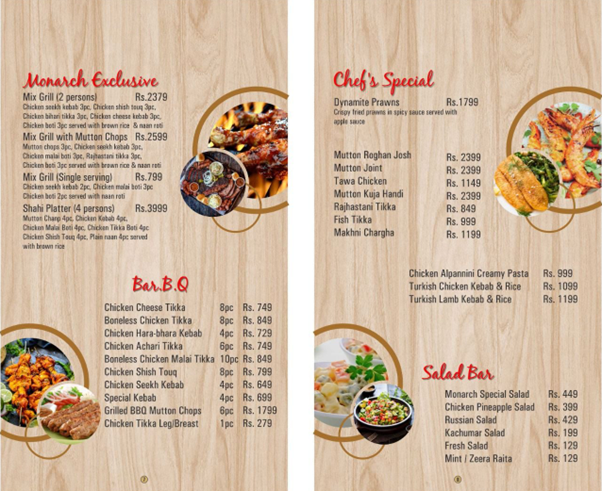 Monarch Exclusive
Mix Grill (2 persons) Rs.2379
Chicken seekh kebab 3pc, Chicken shish touq 3pc,
Chicken bihari tikka 3pc, Chicken cheese kebab 3pc,
Chicken boti 3pc served with brown rice & naan roti
Mix Grill with Mutton Chops Rs.2599
Mutton chops 3pc, Chicken seekh kebab 3pc,
Chicken malai boti 3pc, Rajhastani tikka 3pc,
Chicken boti 3pc served with brown rice & naan roti
Mix Grill (Single serving) Rs.799
Chicken seekh kebab 2pc, Chicken malai boti 3pc
Chicken boti 2pc served with naan roti
Shahi Platter (4 persons) Rs.3999
Mutton Champ 4pc, Chicken Kebab 4pc,
Chicken Malai Boti 4pc, Chicken Tikka Boti 4pc
Chicken Shish Touq 4pc, Plain naan 4pc served
with brown rice
Bar.B.Q
Chicken Cheese Tikka 8pc Rs. 749
Boneless Chicken Tikka 8pc Rs. 849
Chicken Hara-bhara Kebab 4pc Rs. 729
Chicken Achari Tikka 6pc Rs. 749
Boneless Chicken Malai Tikka 10pc Rs. 849
Chicken Shish Touq 8pc Rs. 799
Chicken Seekh Kebab 4pc Rs. 649
Special Kebab 4pc Rs. 699
Grilled BBQ Mutton Chops 6pc Rs. 1799
Chicken Tikka Leg/Breast 1pc Rs. 279
7
Chef's Special
Dynamite Prawns Rs.1799
Crispy fried prawns in spicy sauce served with
apple sauce
Mutton Roghan Josh Rs. 2399
Mutton Joint Rs. 2399
Tawa Chicken Rs. 1149
Mutton Kuja Handi Rs. 2399
Rajhastani Tikka Rs. 849
Fish Tikka Rs. 999
Makhni Chargha Rs. 1199
Chicken Alpannini Creamy Pasta Rs. 999
Turkish Chicken Kebab & Rice Rs. 1099
Turkish Lamb Kebab & Rice Rs. 1199
Salad Bar
Monarch Special Salad Rs. 449
Chicken Pineapple Salad Rs. 399
Russian Salad Rs. 429
Kachumar Salad Rs. 199
Fresh Salad Rs. 129
Mint / Zeera Raita Rs. 129
8